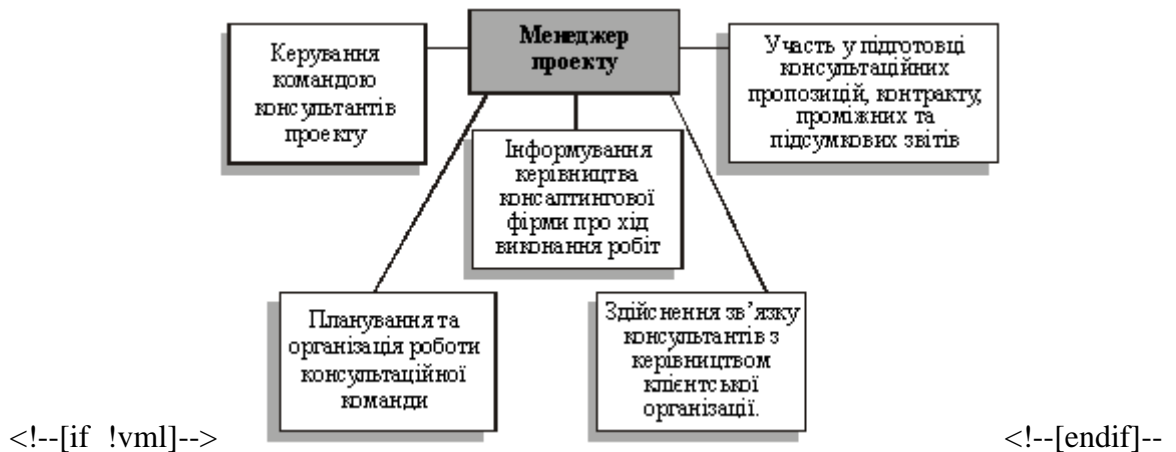 Менеджер
проекту
Керування
командою
консультантів
проекту
Участь у підготовці
консультаційних
пропозицій, контракту,
проміжних та
підсумкових звітів
Інформування
керівництва
консалтингової
фірми про хід
виконання робіт
Планування та
організація роботи
консультаційної
команди
Здійснення зв’язку
консультантів з
керівництвом
клієнтської
організації.
<!--[if !vml]-->
<!--[endif]--